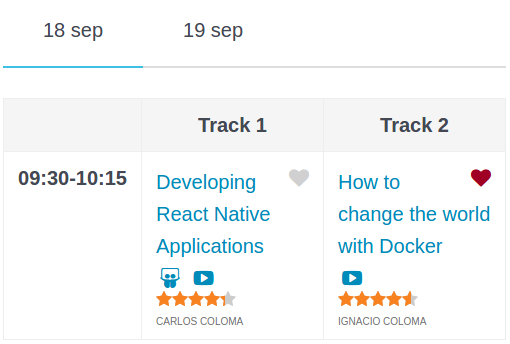 18 sep
19 sep
Track 1
Track 2
09:30-10:15
Developing
React Native
Applications
CARLOS COLOMA
How to
change the world
with Docker
IGNACIO COLOMA